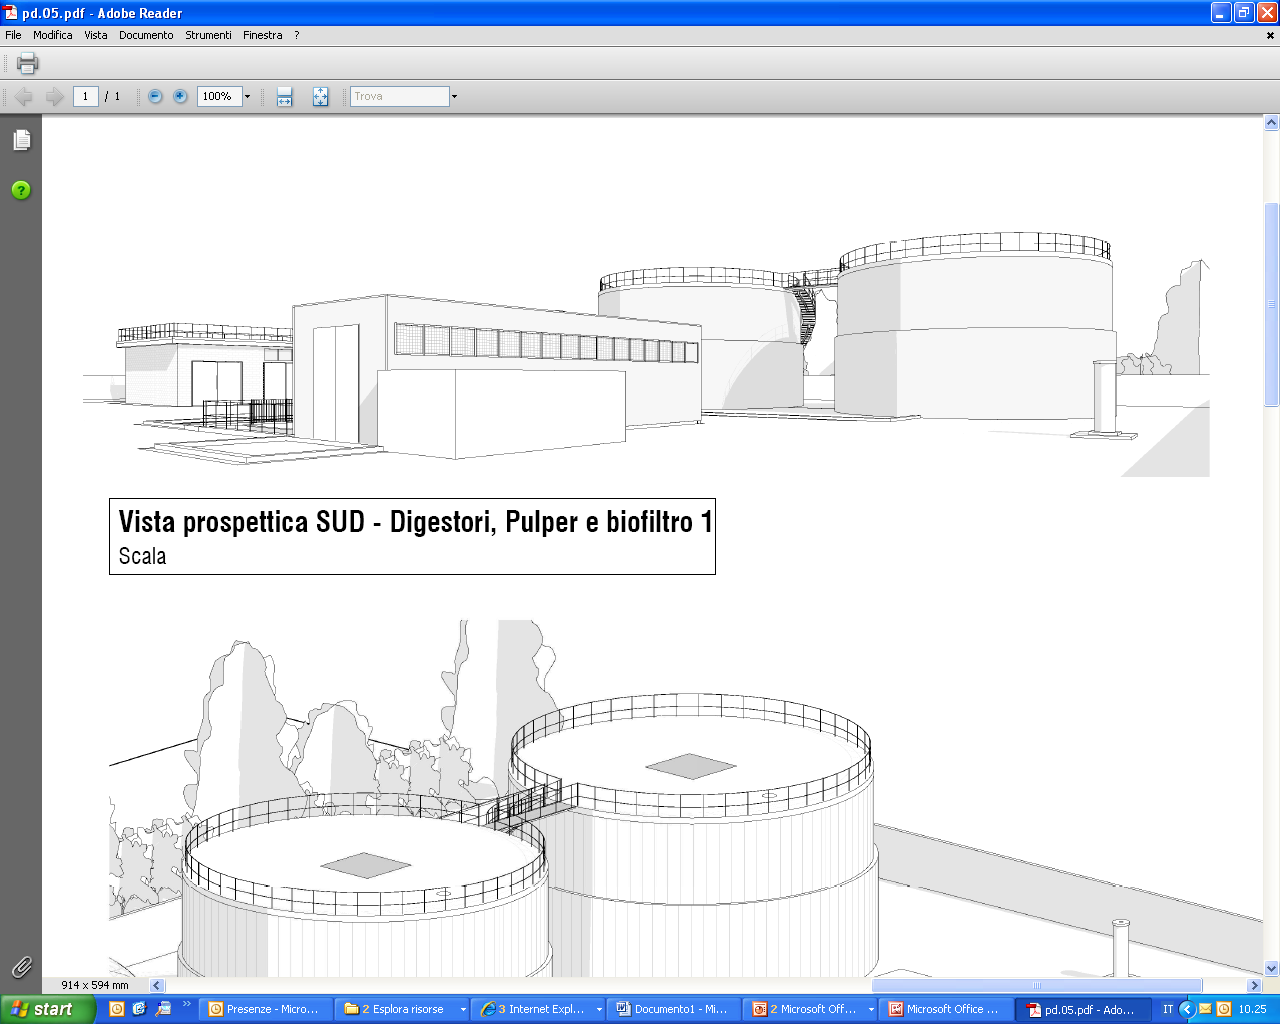 pd.05.pdf - Adobe Reader
File Modifica Vista Documento Strumenti Finestra ?
1 / 1 100% Trova
Vista prospettica SUD - Digestori, Pulper e biofiltro 1
Scala
914 x 594 mm
start Presenze - Micro... 2 Esplora risorse 3 Internet Expl... Documento1 - Mi... 2 Microsoft Off... Microsoft Office ... pd.05.pdf - Ado... IT 10.25